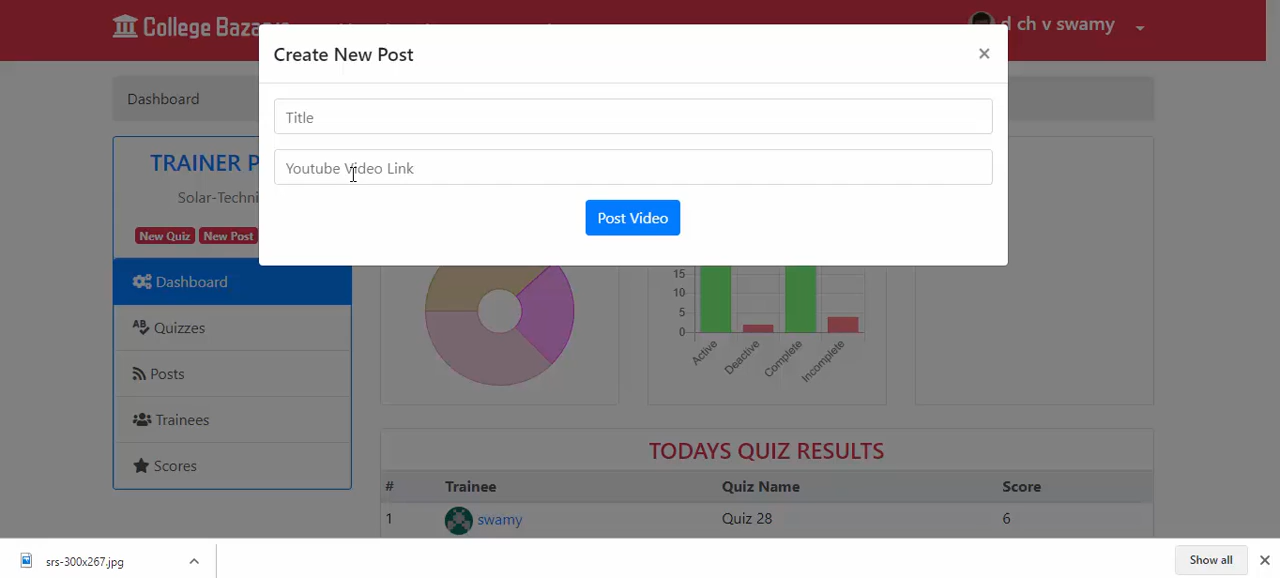 College Baza
d ch v swamy
Create New Post
×
Title
Youtube Video Link
Post Video
Dashboard
TRAINER P
Solar-Techni
New Quiz New Post
Dashboard
Quizzes
Posts
Trainees
Scores
15
10
5
0
Active
Deactive
Complete
Incomplete
TODAYS QUIZ RESULTS
# Trainee Quiz Name Score
1 swamy Quiz 28 6
srs-300x267.jpg
Show all